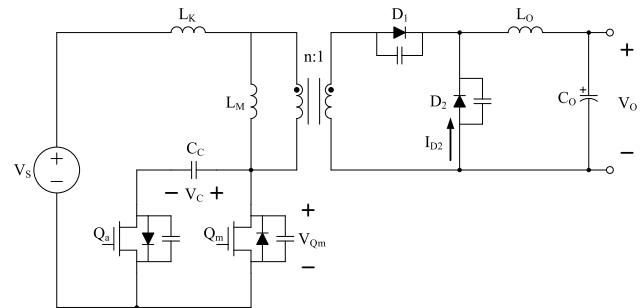 L_K
D_1
L_O
n:1
+
L_M
D_2
+
C_O
V_O
C_C
I_D2
+
−
V_S
− V_C +
−
+
Q_a
Q_m
V_Qm
−